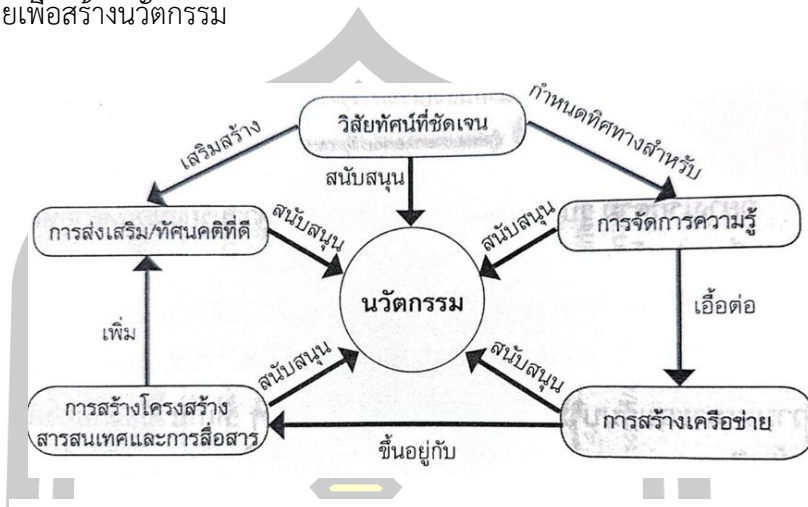 ยเพื่อสร้างนวัตกรรม
วิสัยทัศน์ที่ชัดเจน
เสริมสร้าง
กำหนดทิศทางสำหรับ
สนับสนุน
การส่งเสริม/ทัศนคติที่ดี
สนับสนุน
สนับสนุน
การจัดการความรู้
นวัตกรรม
เพิ่ม
เอื้อต่อ
สนับสนุน
สนับสนุน
การสร้างโครงสร้าง
สารสนเทศและการสื่อสาร
การสร้างเครือข่าย
ขึ้นอยู่กับ